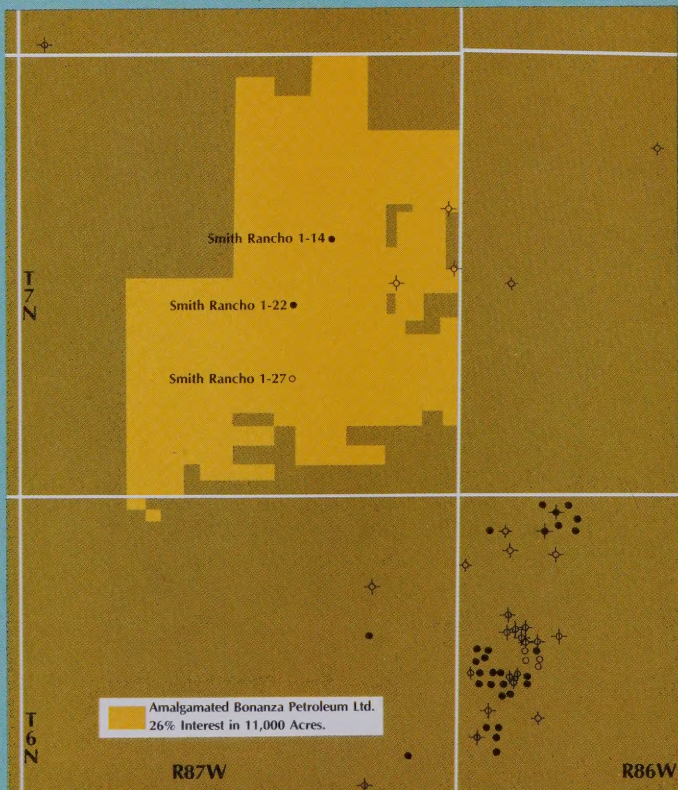 Smith Rancho 1-14
T
7
N
Smith Rancho 1-22
Smith Rancho 1-27
Amalgamated Bonanza Petroleum Ltd.
26% Interest in 11,000 Acres.
T
6
N
R87W
R86W